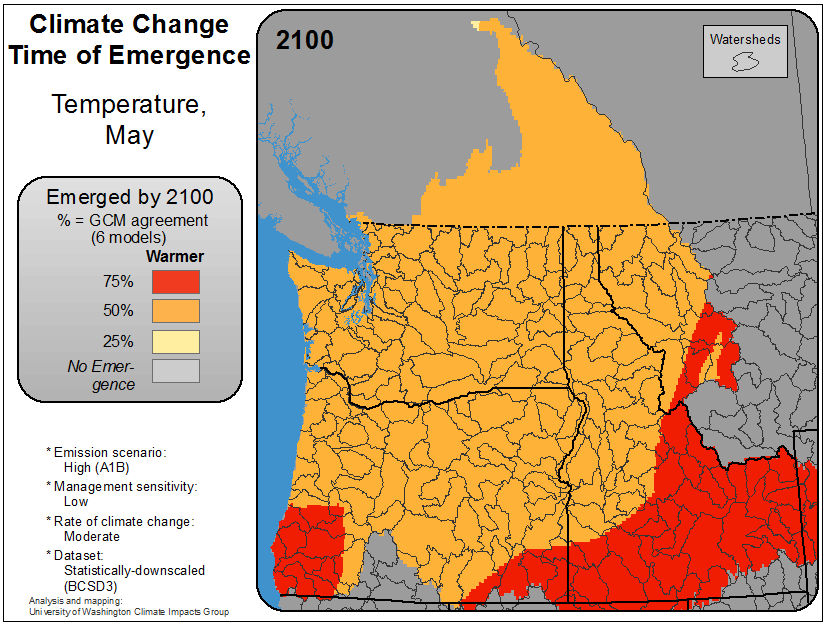 Climate Change
Time of Emergence
Temperature,
May
Emerged by 2100
% = GCM agreement
(6 models)
Warmer
75%
50%
25%
No Emer-
gence
* Emission scenario:
High (A1B)
* Management sensitivity:
Low
* Rate of climate change:
Moderate
* Dataset:
Statistically-downscaled
(BCSD3)
Analysis and mapping:
University of Washington Climate Impacts Group
2100
Watersheds